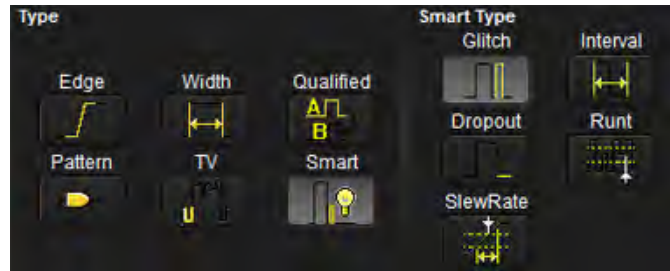 Type
Smart Type
Glitch Interval
Edge Width Qualified
A
B
Dropout Runt
Pattern TV Smart
U
SlewRate